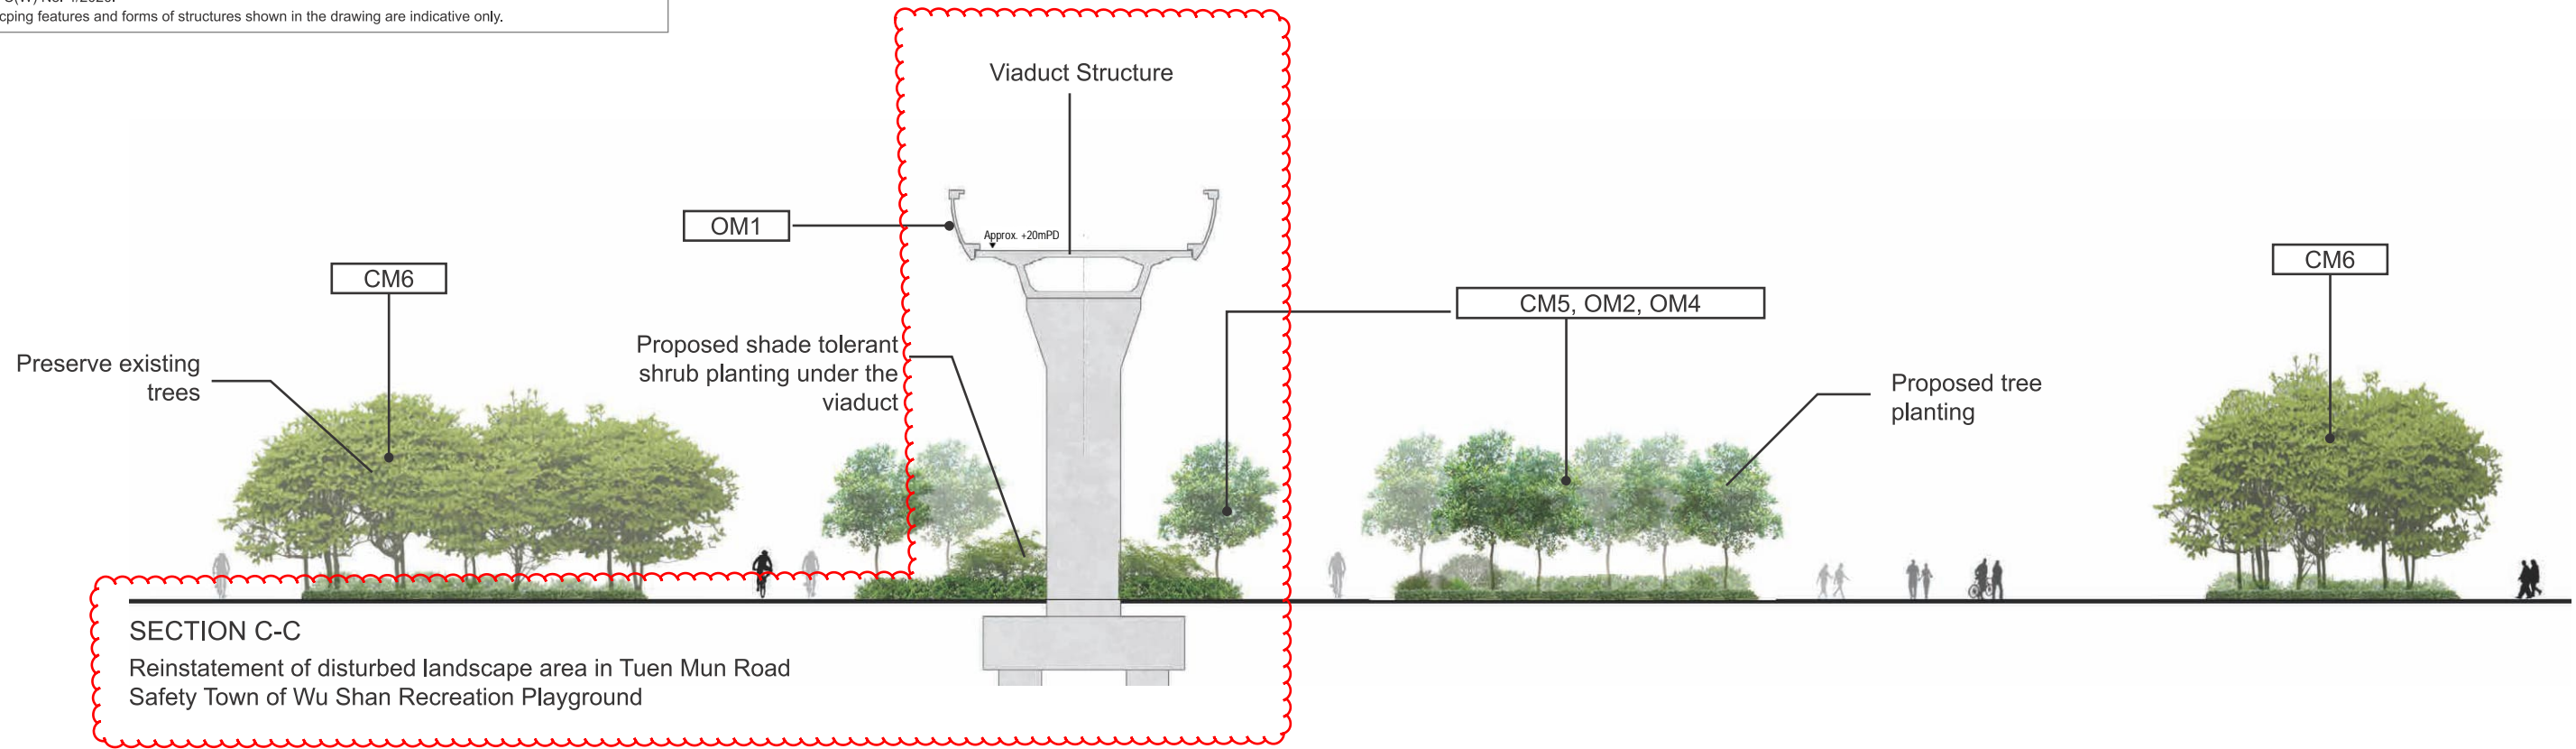 cping features and forms of structures shown in the drawing are indicative only.
Viaduct Structure
OM1
Approx. +20mPD
CM6
CM6
CM5, OM2, OM4
Preserve existing
trees
Proposed shade tolerant
shrub planting under the
viaduct
Proposed tree
planting
SECTION C-C
Reinstatement of disturbed landscape area in Tuen Mun Road
Safety Town of Wu Shan Recreation Playground